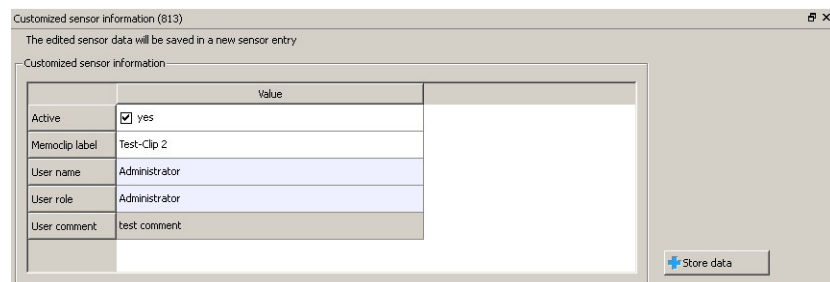 Customized sensor information (813)
The edited sensor data will be saved in a new sensor entry
Customized sensor information
Value
Active yes
Memoclip label Test-Clip 2
User name Administrator
User role Administrator
User comment test comment
Store data